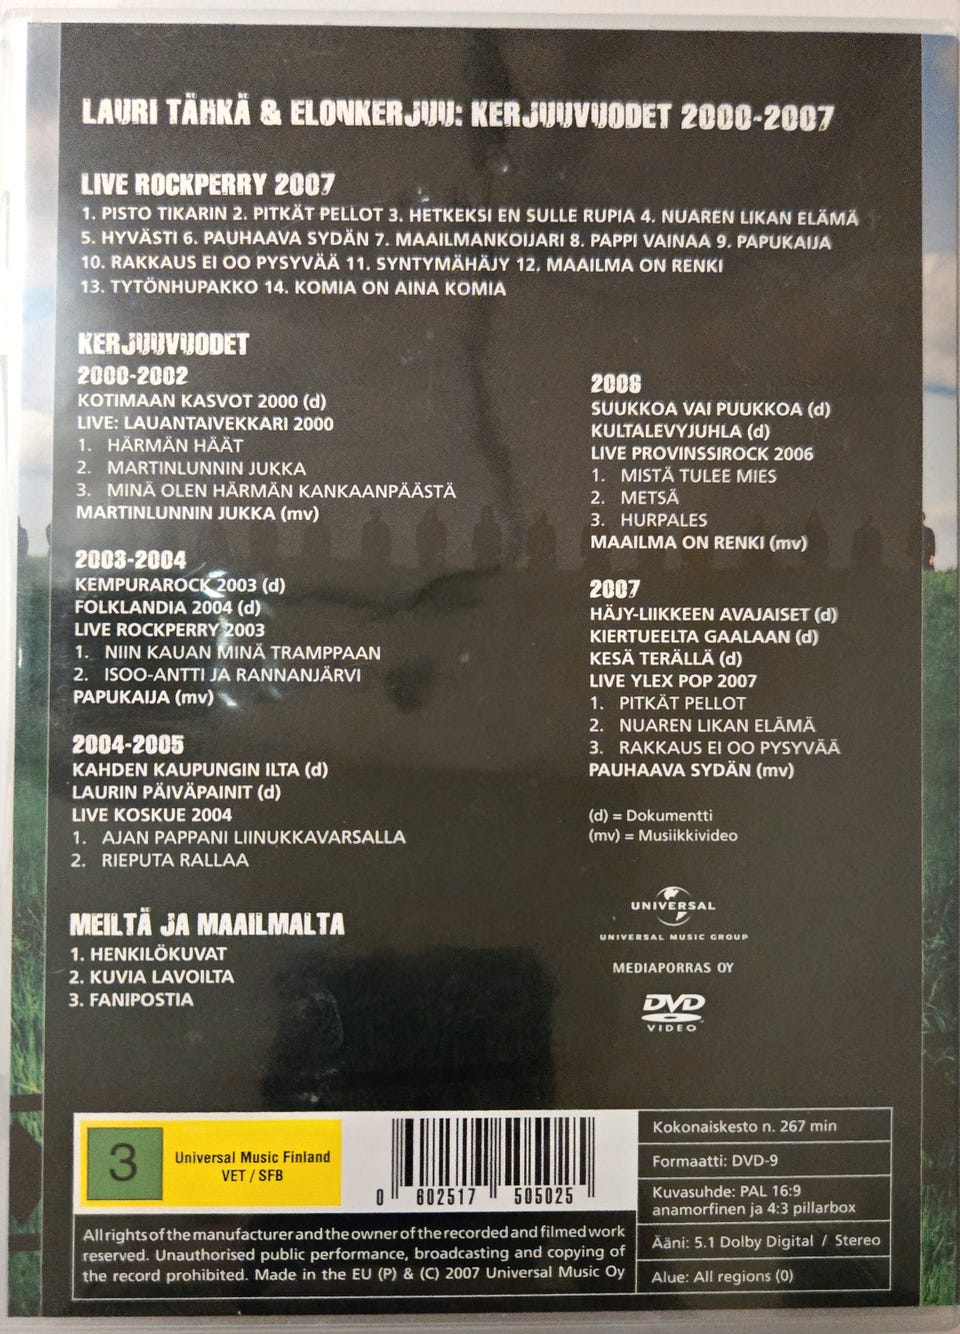 LAURI TÄHKÄ & ELONKERJUU: KERJUUVUODET 2000-2007
LIVE ROCKPERRY 2007
1. PISTO TIKARIN 2. PITKÄT PELLOT 3. HETKEKSI EN SULLE RUPIA 4. NUAREN LIKAN ELÄMÄ
5. HYVÄSTI 6. PAUHAAVA SYDÄN 7. MAAILMANKOIJARI 8. PAPPI VAINAA 9. PAPUKAIJA
10. RAKKAUS EI OO PYSYVÄÄ 11. SYNTYMÄHÄJY 12. MAAILMA ON RENKI
13. TYTÖNHUPAKKO 14. KOMIA ON AINA KOMIA
KERJUUVUODET
2000-2002
KOTIMAAN KASVOT 2000 (d)
LIVE: LAUANTAIVEKKARI 2000
1. HÄRMÄN HÄÄT
2. MARTINLUNNIN JUKKA
3. MINÄ OLEN HÄRMÄN KANKAANPÄÄSTÄ
MARTINLUNNIN JUKKA (mv)
2003-2004
KEMPURAROCK 2003 (d)
FOLKLANDIA 2004 (d)
LIVE ROCKPERRY 2003
1. NIIN KAUAN MINÄ TRAMPPAAN
2. ISOO-ANTTI JA RANNANJÄRVI
PAPUKAIJA (mv)
2004-2005
KAHDEN KAUPUNGIN ILTA (d)
LAURIN PÄIVÄPAINIT (d)
LIVE KOSKUE 2004
1. AJAN PAPPANI LIINUKKAVARSALLA
2. RIEPUTA RALLAA
2006
SUUKKOA VAI PUUKKOA (d)
KULTALEVYJUHLA (d)
LIVE PROVINSSIROCK 2006
1. MISTÄ TULEE MIES
2. METSÄ
3. HURPALES
MAAILMA ON RENKI (mv)
2007
HÄJY-LIIKKEEN AVAJAISET (d)
KIERTUEELTA GAALAAN (d)
KESÄ TERÄLLÄ (d)
LIVE YLEX POP 2007
1. PITKÄT PELLOT
2. NUAREN LIKAN ELÄMÄ
3. RAKKAUS EI OO PYSYVÄÄ
PAUHAAVA SYDÄN (mv)
(d) = Dokumentti
(mv) = Musiikkivideo
MEILTÄ JA MAAILMALTA
1. HENKILÖKUVAT
2. KUVIA LAVOILTA
3. FANIPOSTIA
UNIVERSAL
UNIVERSAL MUSIC GROUP
MEDIAPORRAS OY
DVD
VIDEO
3
Universal Music Finland
VET / SFB
0 602517 505025
All rights of the manufacturer and the owner of the recorded and filmed work
reserved. Unauthorised public performance, broadcasting and copying of
the record prohibited. Made in the EU (P) & (C) 2007 Universal Music Oy
Kokonaiskesto n. 267 min
Formaatti: DVD-9
Kuvasuhde: PAL 16:9
anamorfinen ja 4:3 pillarbox
Ääni: 5.1 Dolby Digital / Stereo
Alue: All regions (0)